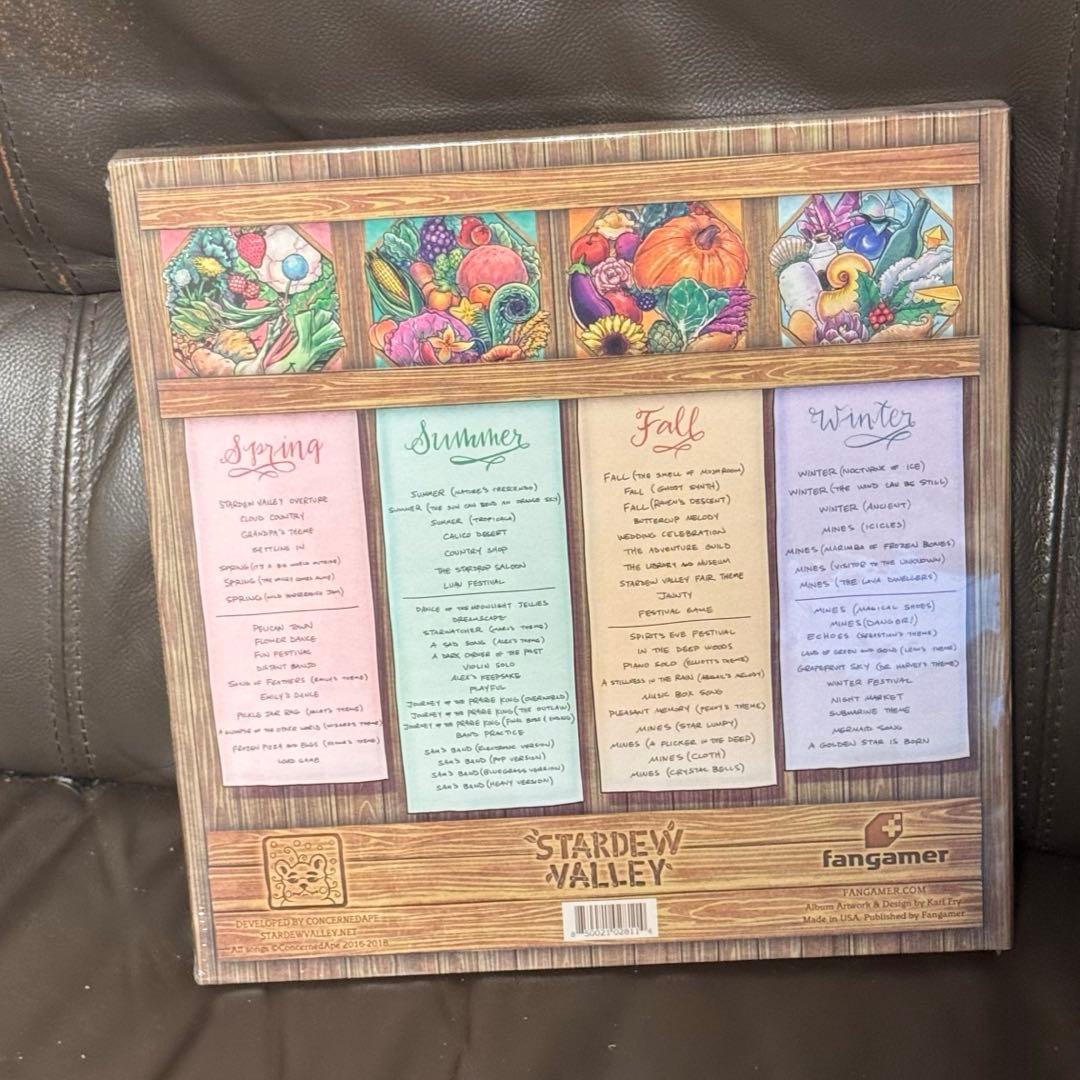 Spring
STARDEW VALLEY OVERTURE
CLOUD COUNTRY
GRANDPA'S THEME
SETTLING IN
SPRING (IT'S A BIG WORLD OUTSIDE)
SPRING (THE VALLEY COMES ALIVE)
SPRING (WILD HORSERADISH JAM)
PELICAN TOWN
FLOWER DANCE
FUN FESTIVAL
DISTANT BANJO
SONG OF FEATHERS (EMILY'S THEME)
EMILY'S DANCE
PICKLE JAR RAG (HALEY'S THEME)
A GLIMPSE OF THE OTHER WORLD (WIZARD'S THEME)
FROZEN PIZZA AND EGGS (SHANE'S THEME)
LOAD GAME
Summer
SUMMER (NATURE'S CRESCENDO)
SUMMER (THE SUN CAN BEND AN ORANGE SKY)
SUMMER (TROPICALA)
CALICO DESERT
COUNTRY SHOP
THE STARDROP SALOON
LUAU FESTIVAL
DANCE OF THE MOONLIGHT JELLIES
DREAMSCAPE
STARWATCHER (MARU'S THEME)
A SAD SONG (ALEX'S THEME)
A DARK CORNER OF THE PAST
VIOLIN SOLO
ALEX'S KEEPSAKE
PLAYFUL
JOURNEY OF THE PRARIE KING (OVERWORLD)
JOURNEY OF THE PRARIE KING (THE OUTLAW)
JOURNEY OF THE PRARIE KING (FINAL BOSS & ENDING)
BAND PRACTICE
SAM'S BAND (ELECTRONIC VERSION)
SAM'S BAND (POP VERSION)
SAM'S BAND (BLUEGRASS VERSION)
SAM'S BAND (HEAVY VERSION)
Fall
FALL (THE SMELL OF MUSHROOM)
FALL (GHOST SYNTH)
FALL (RAVEN'S DESCENT)
BUTTERCUP MELODY
WEDDING CELEBRATION
THE ADVENTURE GUILD
THE LIBRARY AND MUSEUM
STARDEW VALLEY FAIR THEME
JAUNTY
FESTIVAL GAME
SPIRIT'S EVE FESTIVAL
IN THE DEEP WOODS
PIANO SOLO (ELLIOTT'S THEME)
A STILLNESS IN THE RAIN (ABIGAIL'S MELODY)
MUSIC BOX SONG
PLEASANT MEMORY (PENNY'S THEME)
MINES (STAR LUMPY)
MINES (A FLICKER IN THE DEEP)
MINES (CLOTH)
MINES (CRYSTAL BELLS)
Winter
WINTER (NOCTURNE OF ICE)
WINTER (THE WIND CAN BE STILL)
WINTER (ANCIENT)
MINES (ICICLES)
MINES (MARIMBA OF FROZEN BONES)
MINES (VISITOR TO THE UNKNOWN)
MINES (THE LAVA DWELLERS)
MINES (MAGICAL SHOES)
MINES (DANGER!)
ECHOES (SEBASTIAN'S THEME)
LAND OF GREEN AND GOLD (LEAH'S THEME)
GRAPEFRUIT SKY (DR. HARVEY'S THEME)
WINTER FESTIVAL
NIGHT MARKET
SUBMARINE THEME
MERMAID SONG
A GOLDEN STAR IS BORN
DEVELOPED BY CONCERNEDAPE
STARDEWVALLEY.NET
All songs ©ConcernedApe 2016-2018
STARDEW
VALLEY
8 50021 02811 4
fangamer
FANGAMER.COM
Album Artwork & Design by Kari Fry
Made in USA. Published by Fangamer